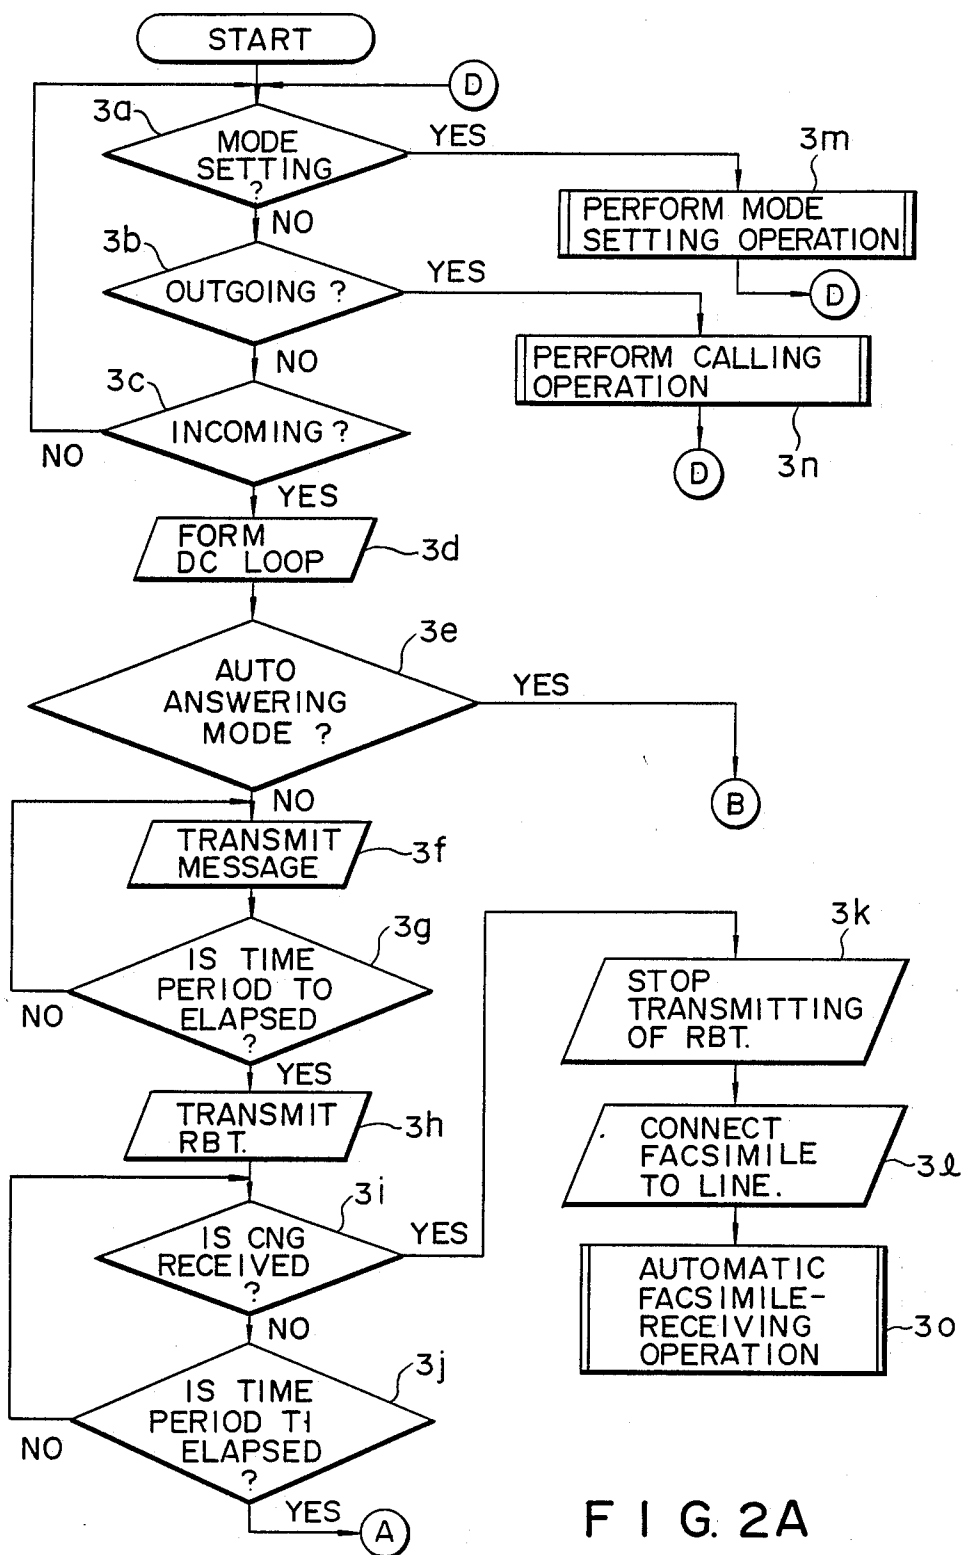 START
D
3a
MODE
SETTING
?
YES
NO
3m
PERFORM MODE
SETTING OPERATION
D
3b
OUTGOING ?
YES
NO
PERFORM CALLING
OPERATION
3n
D
3c
INCOMING ?
NO
YES
FORM
DC LOOP
3d
3e
AUTO
ANSWERING
MODE ?
YES
B
NO
TRANSMIT
MESSAGE
3f
3g
IS TIME
PERIOD TO
ELAPSED
?
NO
YES
TRANSMIT
RBT.
3h
3i
IS CNG
RECEIVED
?
YES
NO
3j
IS TIME
PERIOD T1
ELAPSED
?
NO
YES
A
3k
STOP
TRANSMITTING
OF RBT.
CONNECT
FACSIMILE
TO LINE.
3l
AUTOMATIC
FACSIMILE-
RECEIVING
OPERATION
3o
FIG. 2A